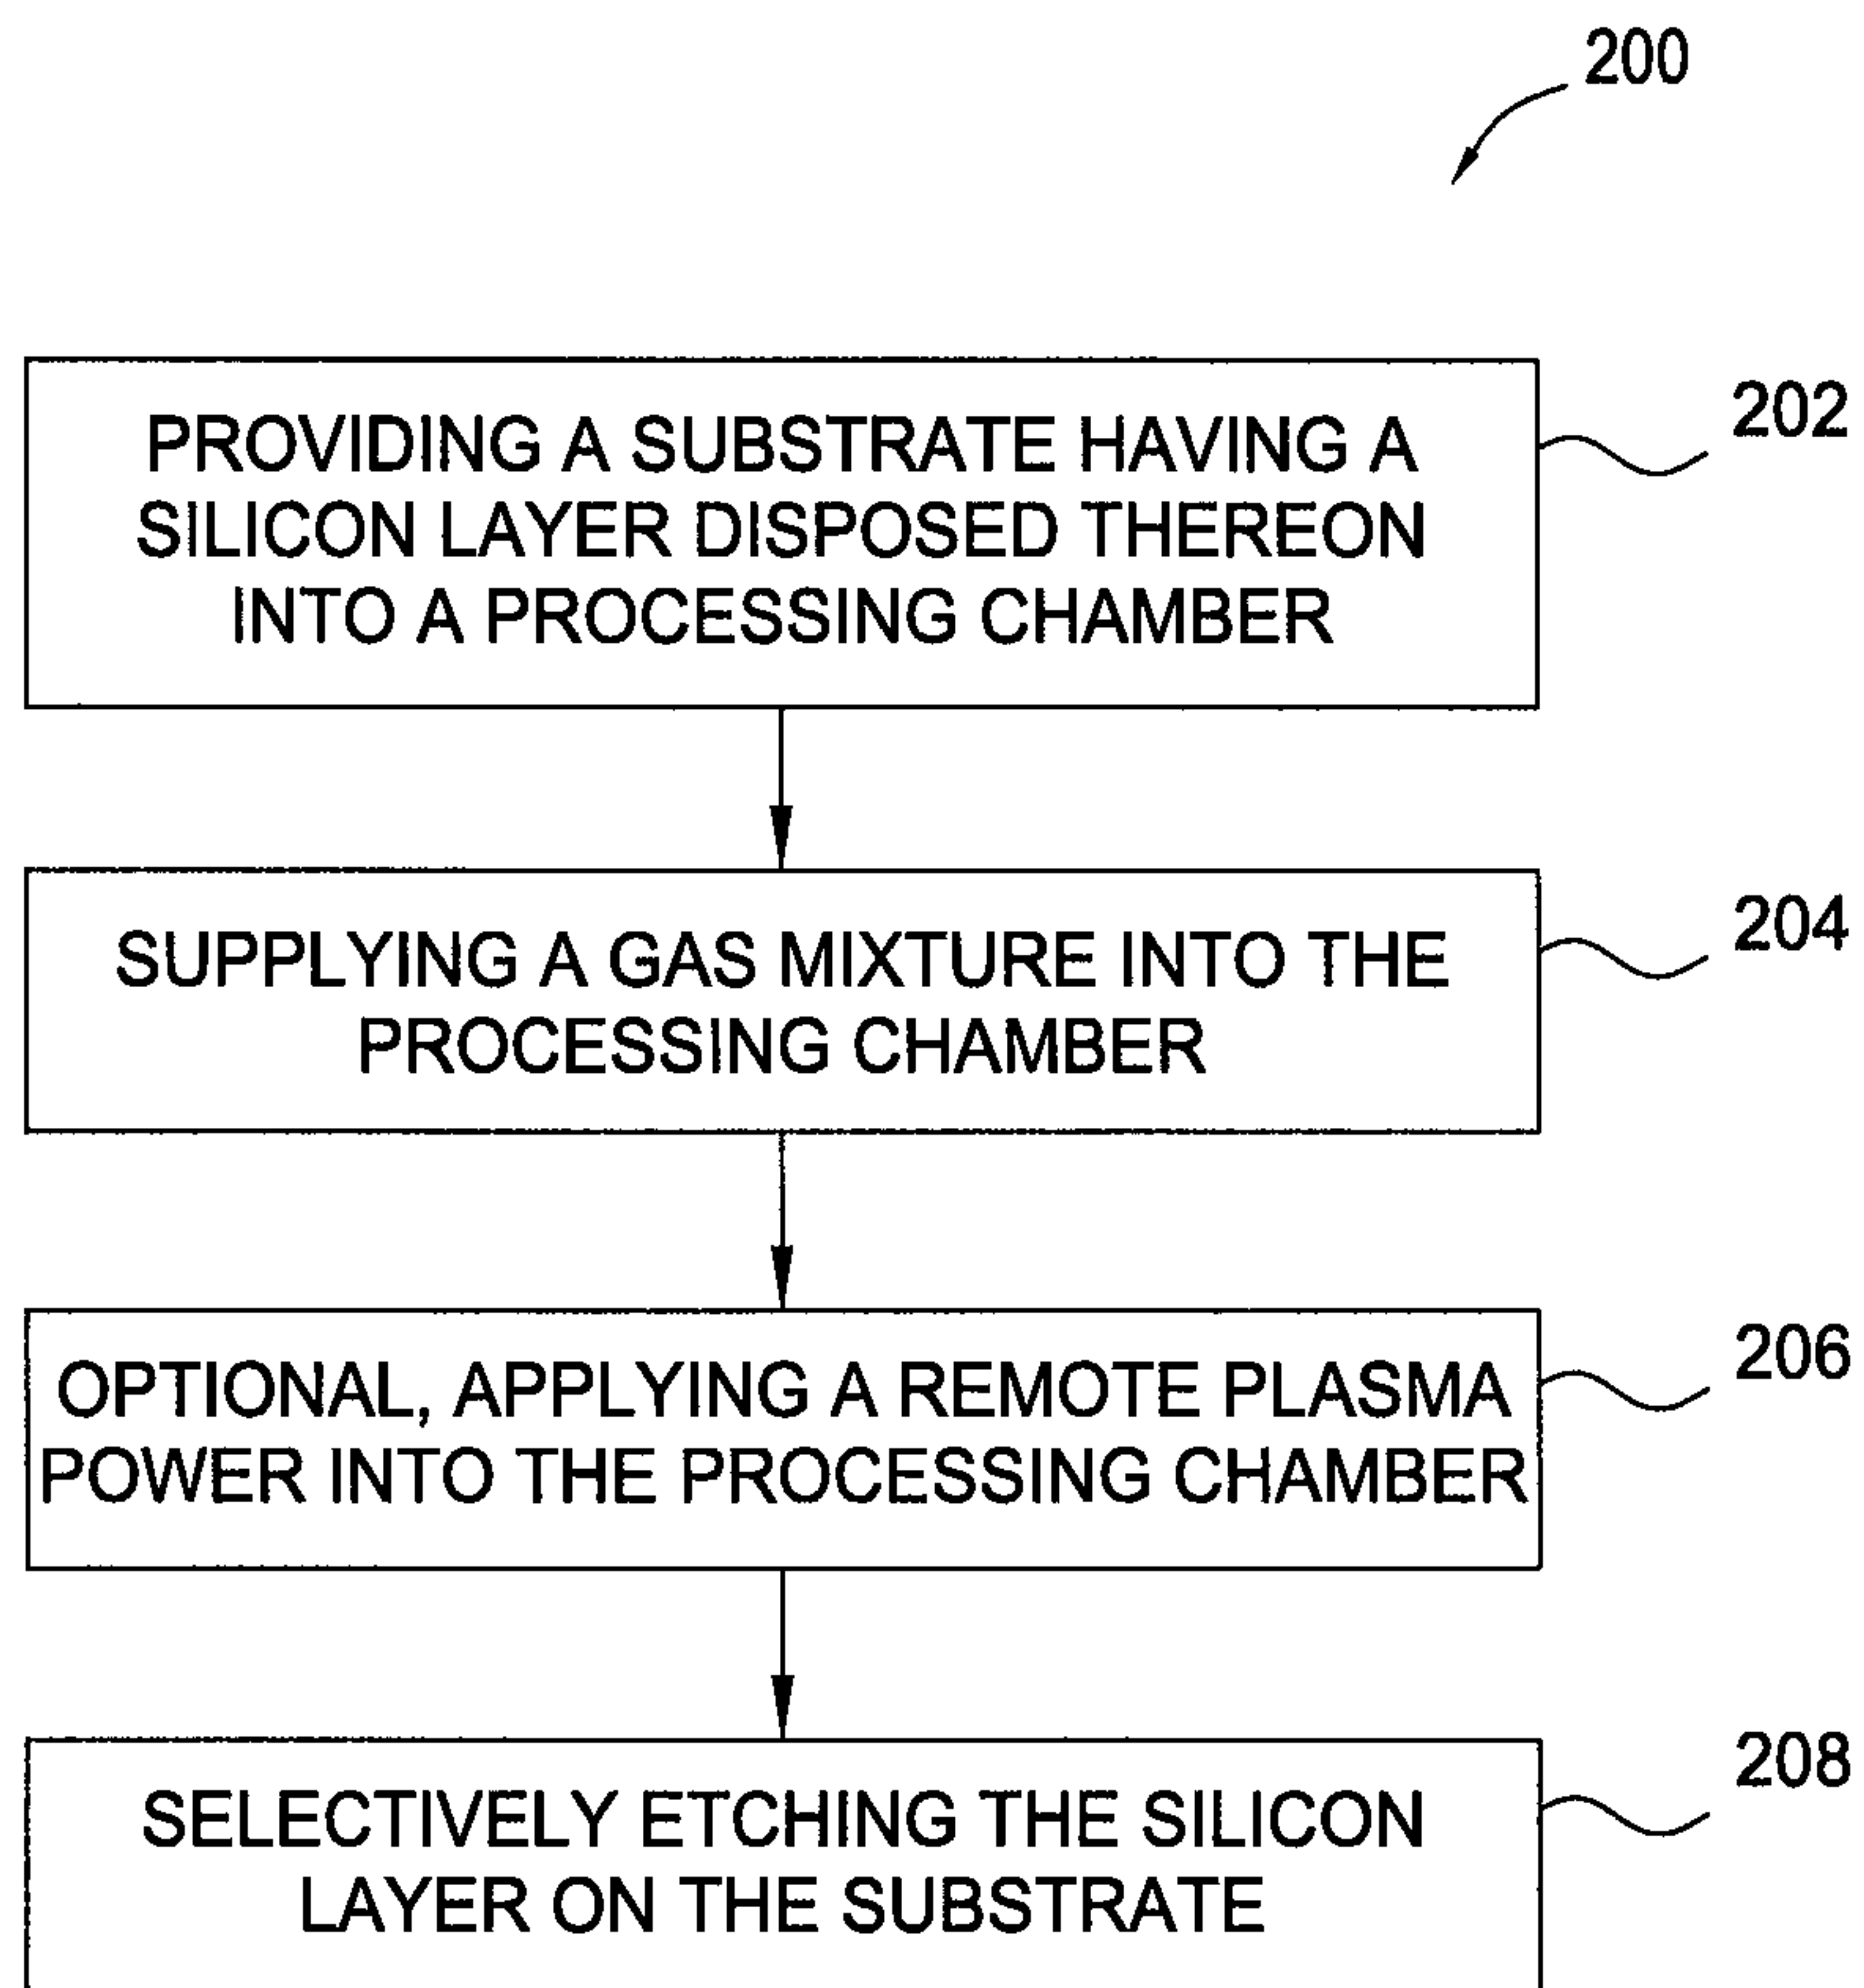 200
PROVIDING A SUBSTRATE HAVING A
SILICON LAYER DISPOSED THEREON
INTO A PROCESSING CHAMBER
202
SUPPLYING A GAS MIXTURE INTO THE
PROCESSING CHAMBER
204
OPTIONAL, APPLYING A REMOTE PLASMA
POWER INTO THE PROCESSING CHAMBER
206
SELECTIVELY ETCHING THE SILICON
LAYER ON THE SUBSTRATE
208